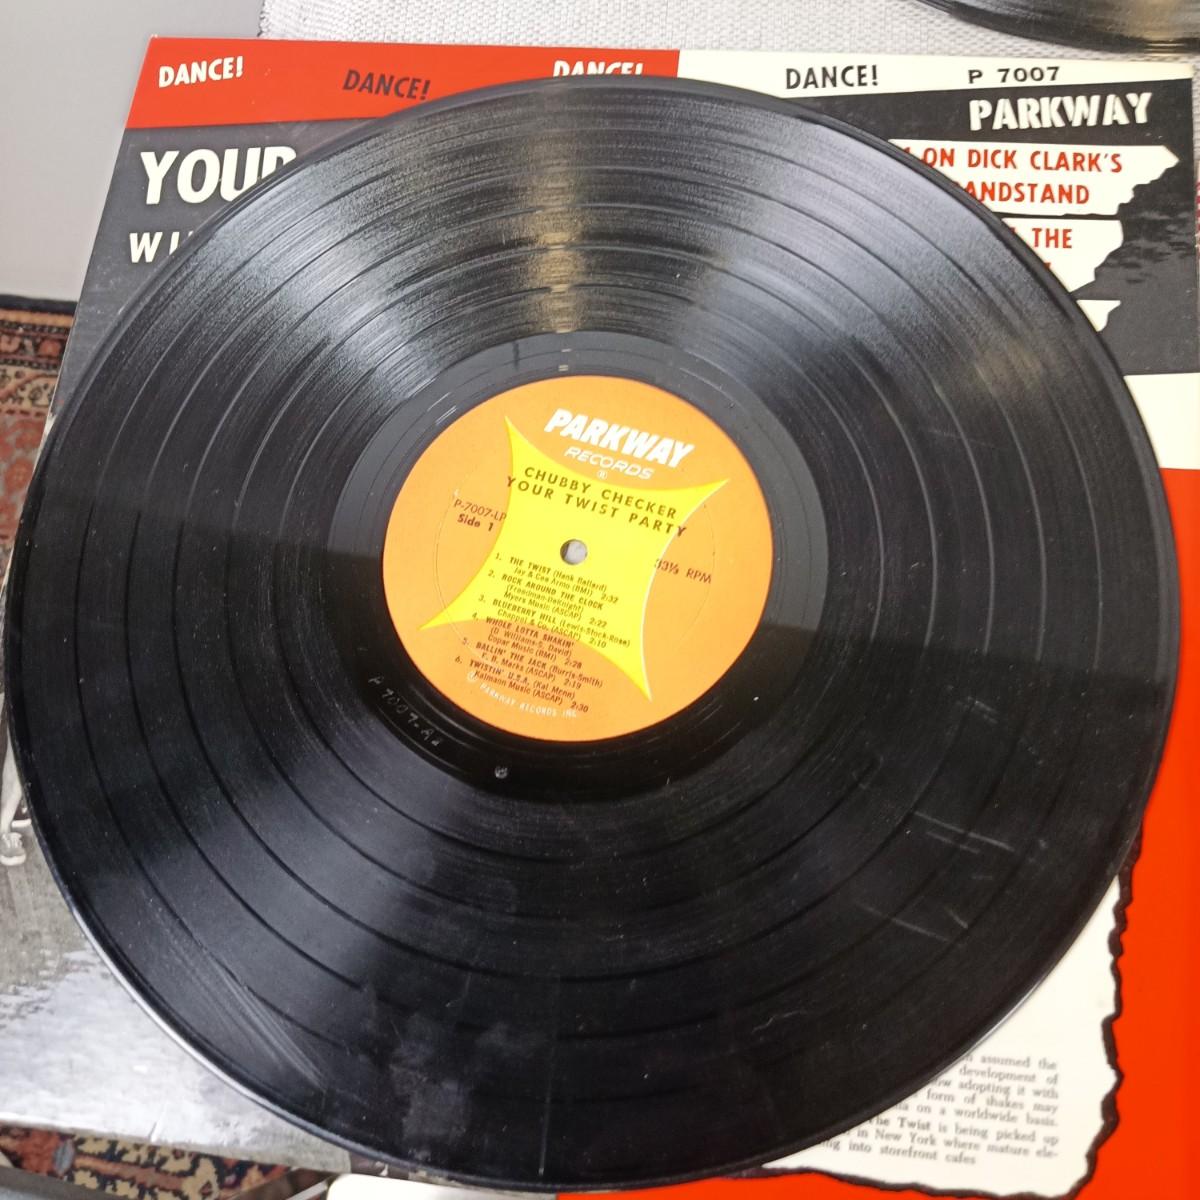 DANCE!
DANCE!
DANCE!
DANCE!
P 7007
PARKWAY
YOUR
ON DICK CLARK'S
ANDSTAND
THE
PARKWAY
RECORDS
®
CHUBBY CHECKER
YOUR TWIST PARTY
P-7007-LP
Side 1
33⅓ RPM
1. THE TWIST (Hank Ballard)
Jay & Cee Armo (BMI) 2:32
2. ROCK AROUND THE CLOCK
(Freedman-DeKnight)
Myers Music (ASCAP) 2:22
3. BLUEBERRY HILL (Lewis-Stock-Rose)
Chappel & Co. (ASCAP) 2:10
4. WHOLE LOTTA SHAKIN'
(D. Williams-S. David)
Copar Music (BMI) 2:28
5. BALLIN' THE JACK (Burris-Smith)
E. B. Marks (ASCAP) 2:19
6. TWISTIN' U.S.A. (Kal Mann)
Kalmann Music (ASCAP) 2:30
PARKWAY RECORDS INC.
P 7007-A2
assumed the
development of
adopting it with
form of shakes may
on a worldwide basis.
The Twist is being picked up
in New York where mature ele-
into storefront cafes